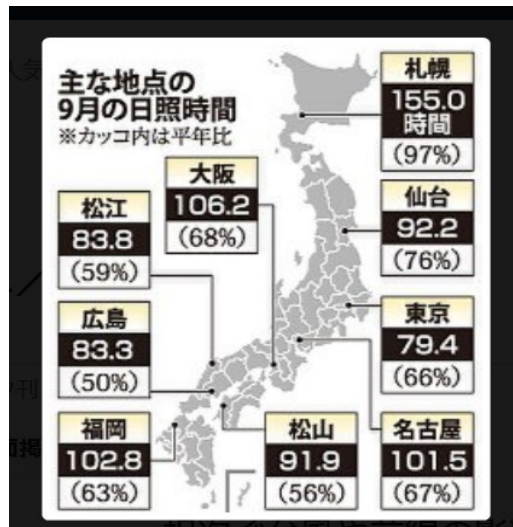 主な地点の
9月の日照時間
※カッコ内は平年比
札幌
155.0
時間
(97%)
大阪
106.2
(68%)
仙台
92.2
(76%)
松江
83.8
(59%)
広島
83.3
(50%)
東京
79.4
(66%)
福岡
102.8
(63%)
松山
91.9
(56%)
名古屋
101.5
(67%)